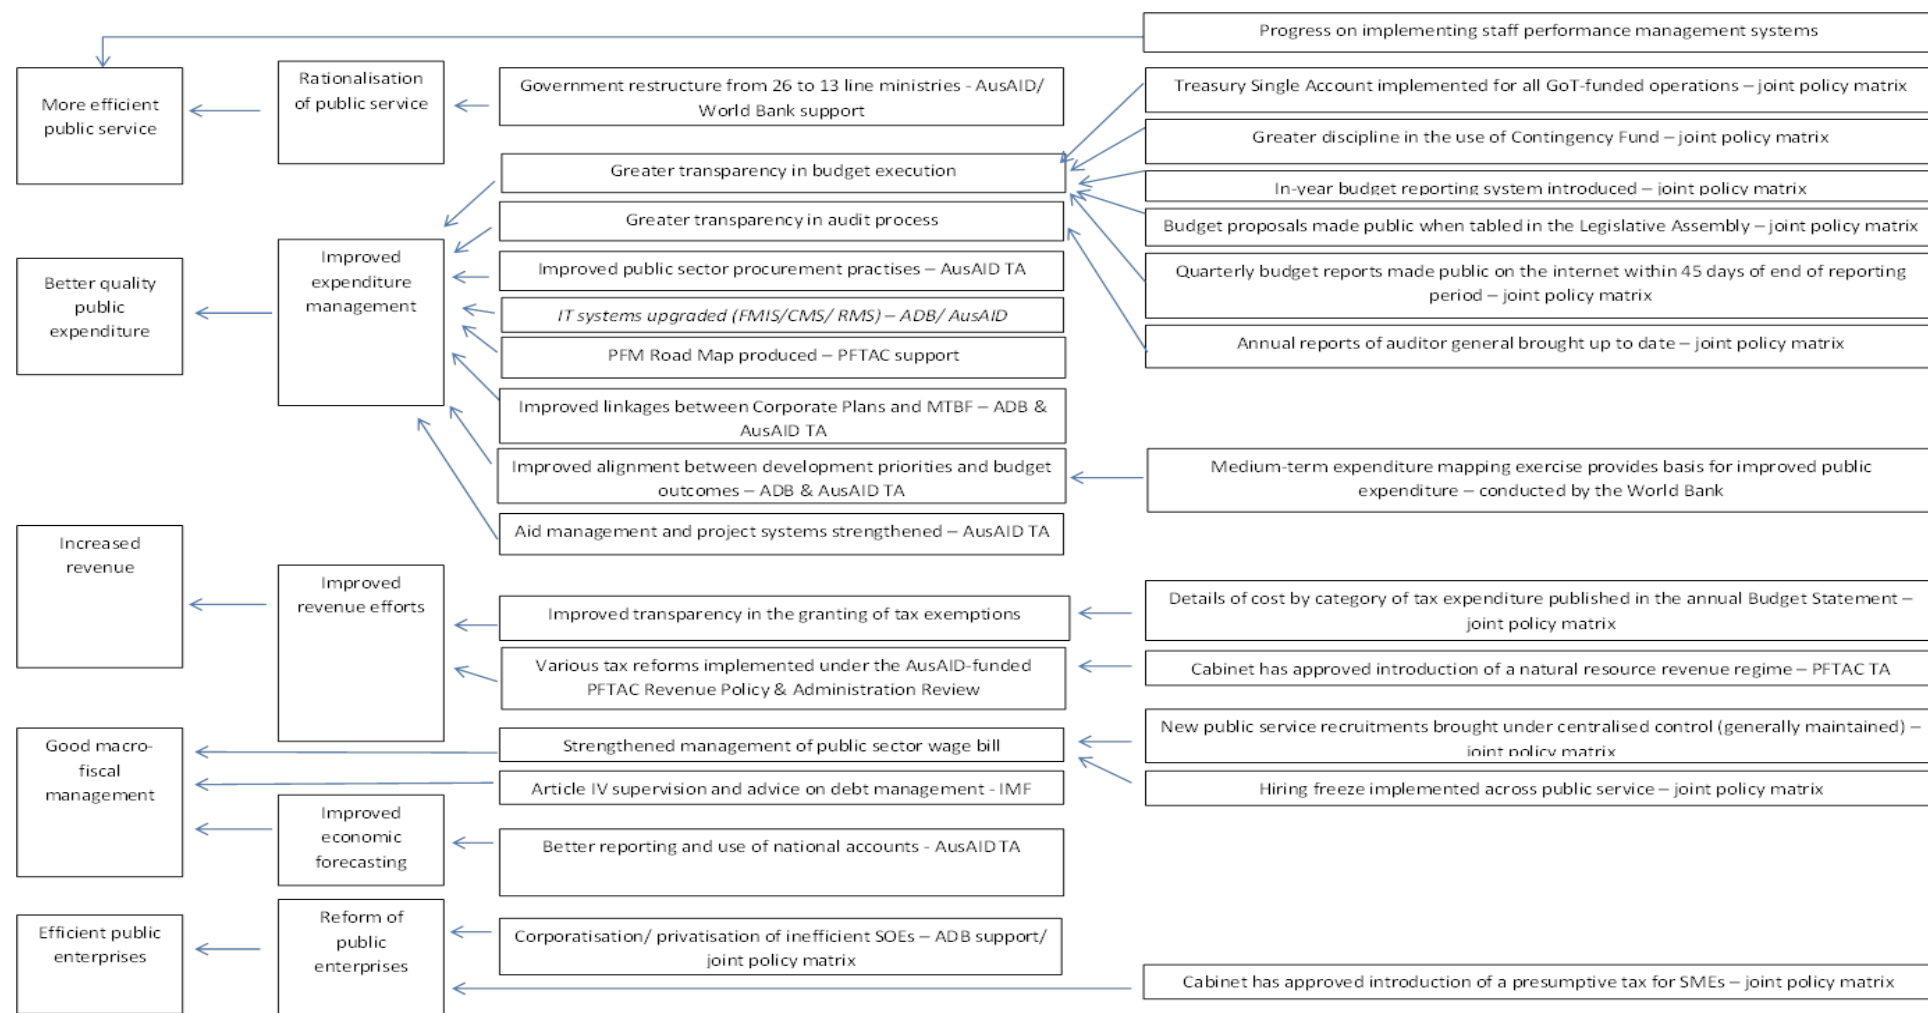 Progress on implementing staff performance management systems
More efficient
public service
Rationalisation
of public service
Government restructure from 26 to 13 line ministries - AusAID/
World Bank support
Treasury Single Account implemented for all GoT-funded operations – joint policy matrix
Greater discipline in the use of Contingency Fund – joint policy matrix
Greater transparency in budget execution
In-year budget reporting system introduced – joint policy matrix
Greater transparency in audit process
Budget proposals made public when tabled in the Legislative Assembly – joint policy matrix
Better quality
public
expenditure
Improved
expenditure
management
Improved public sector procurement practises – AusAID TA
Quarterly budget reports made public on the internet within 45 days of end of reporting
period – joint policy matrix
IT systems upgraded (FMIS/CMS/ RMS) – ADB/ AusAID
PFM Road Map produced – PFTAC support
Annual reports of auditor general brought up to date – joint policy matrix
Improved linkages between Corporate Plans and MTBF – ADB &
AusAID TA
Improved alignment between development priorities and budget
outcomes – ADB & AusAID TA
Medium-term expenditure mapping exercise provides basis for improved public
expenditure – conducted by the World Bank
Aid management and project systems strengthened – AusAID TA
Increased
revenue
Improved
revenue efforts
Improved transparency in the granting of tax exemptions
Details of cost by category of tax expenditure published in the annual Budget Statement –
joint policy matrix
Various tax reforms implemented under the AusAID-funded
PFTAC Revenue Policy & Administration Review
Cabinet has approved introduction of a natural resource revenue regime – PFTAC TA
Good macro-
fiscal
management
Strengthened management of public sector wage bill
New public service recruitments brought under centralised control (generally maintained) –
joint policy matrix
Article IV supervision and advice on debt management - IMF
Hiring freeze implemented across public service – joint policy matrix
Improved
economic
forecasting
Better reporting and use of national accounts - AusAID TA
Efficient public
enterprises
Reform of
public
enterprises
Corporatisation/ privatisation of inefficient SOEs – ADB support/
joint policy matrix
Cabinet has approved introduction of a presumptive tax for SMEs – joint policy matrix